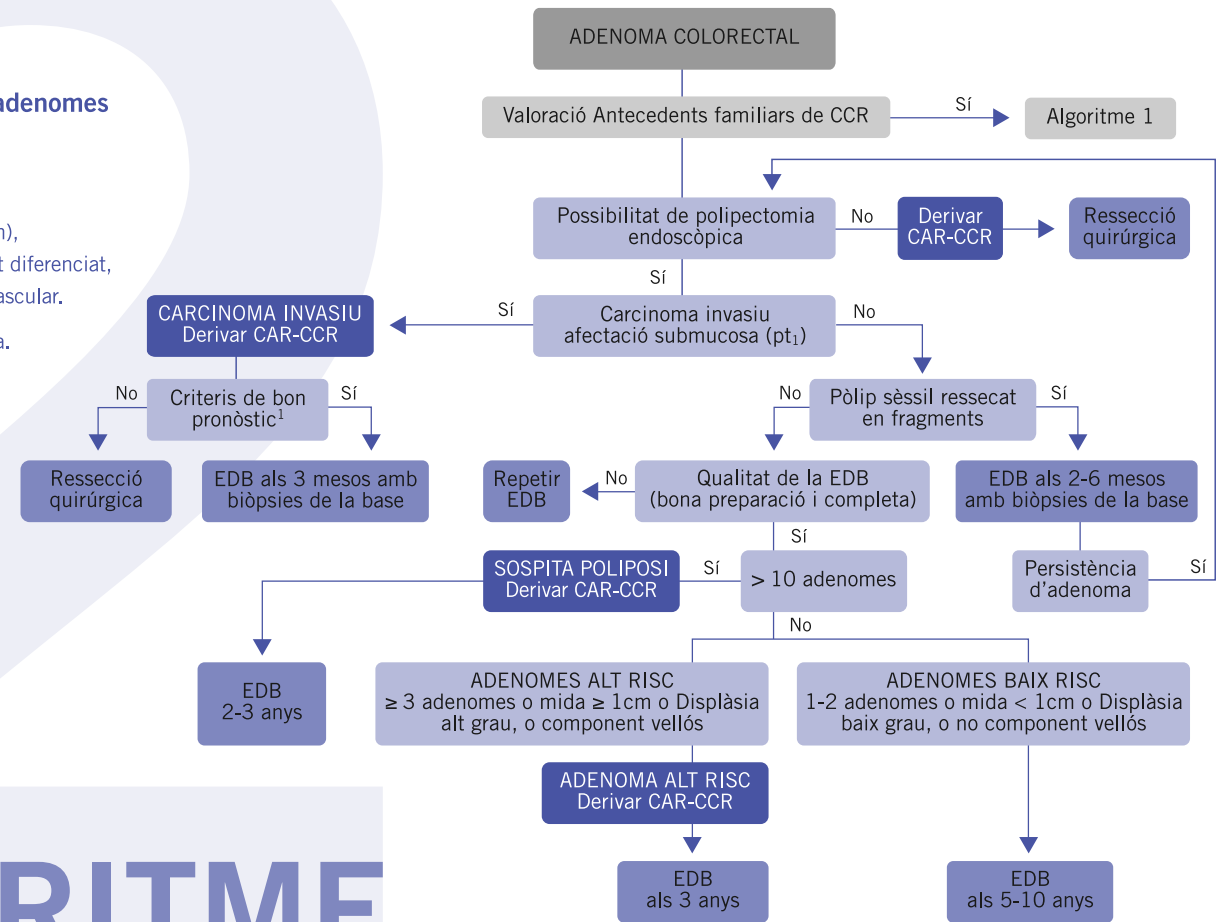 adenomes
),
t diferenciat,
ascular.
a.
ADENOMA COLORECTAL
Valoració Antecedents familiars de CCR
Sí
Algoritme 1
Possibilitat de polipectomia
endoscòpica
No
Derivar
CAR-CCR
Ressecció
quirúrgica
Sí
Carcinoma invasiu
afectació submucosa (pt₁)
Sí
No
CARCINOMA INVASIU
Derivar CAR-CCR
Criteris de bon
pronòstic¹
No
Sí
Ressecció
quirúrgica
EDB als 3 mesos amb
biòpsies de la base
Pòlip sèssil ressecat
en fragments
No
Sí
Qualitat de la EDB
(bona preparació i completa)
No
Repetir
EDB
EDB als 2-6 mesos
amb biòpsies de la base
Persistència
d'adenoma
Sí
Sí
> 10 adenomes
Sí
SOSPITA POLIPOSI
Derivar CAR-CCR
EDB
2-3 anys
No
ADENOMES ALT RISC
≥ 3 adenomes o mida ≥ 1cm o Displàsia
alt grau, o component vellós
ADENOMES BAIX RISC
1-2 adenomes o mida < 1cm o Displàsia
baix grau, o no component vellós
ADENOMA ALT RISC
Derivar CAR-CCR
EDB
als 3 anys
EDB
als 5-10 anys
RITME